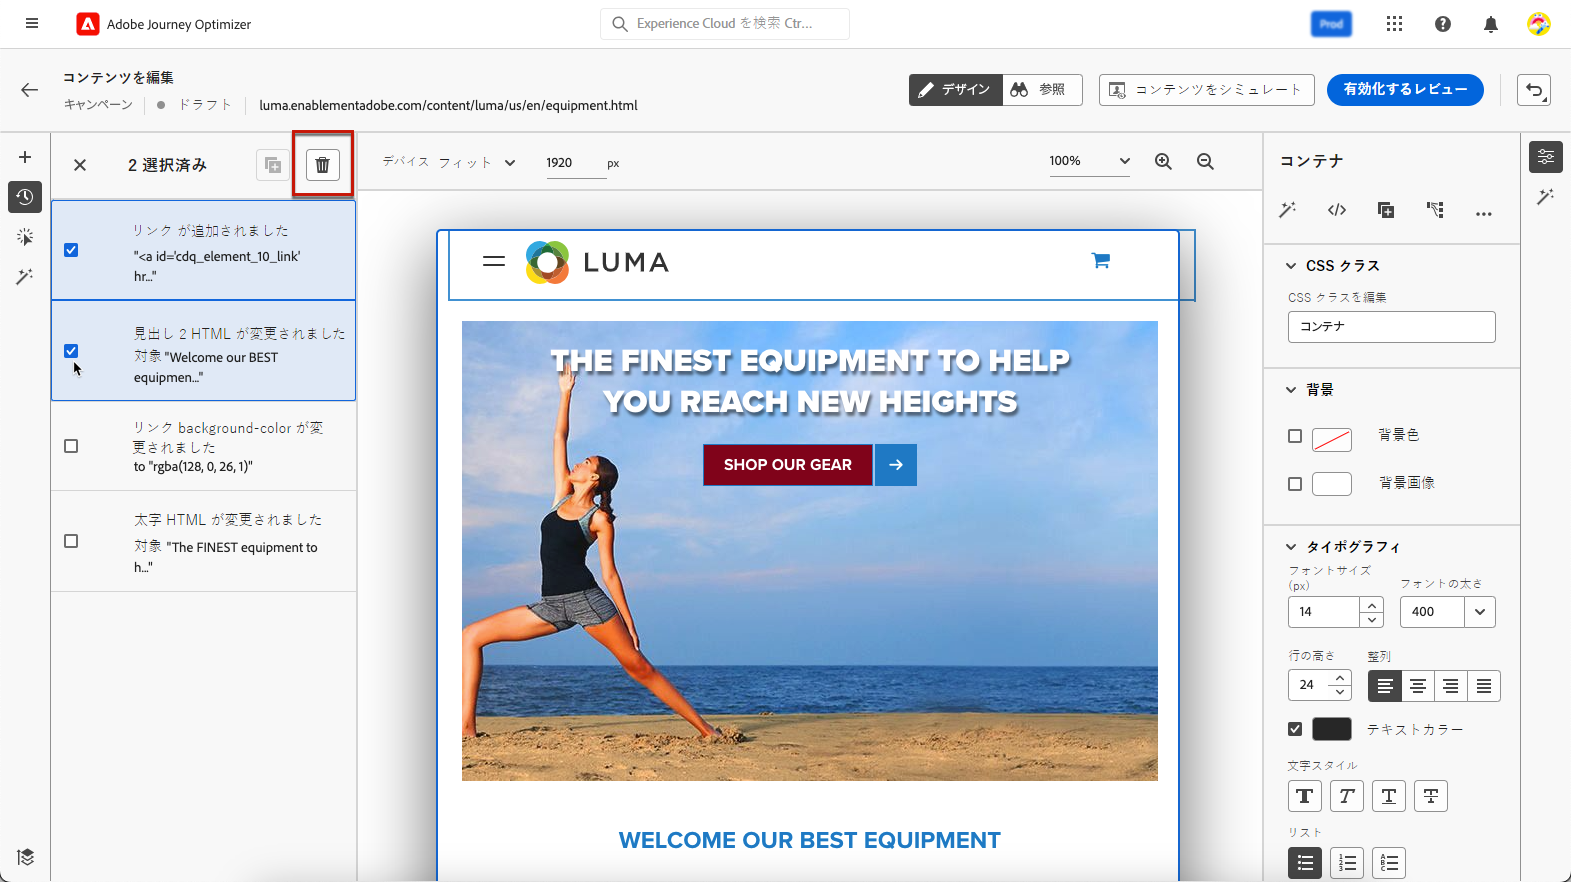 Adobe Journey Optimizer
Experience Cloud を検索 Ctr...
Prod
コンテンツを編集
キャンペーン
ドラフト
luma.enablementadobe.com/content/luma/us/en/equipment.html
デザイン
参照
コンテンツをシミュレート
有効化するレビュー
2 選択済み
リンク が追加されました
"<a id='cdq_element_10_link'
hr..."
見出し 2 HTML が変更されました
対象 "Welcome our BEST
equipmen..."
リンク background-color が変
更されました
to "rgba(128, 0, 26, 1)"
太字 HTML が変更されました
対象 "The FINEST equipment to
h..."
デバイス フィット
1920
px
100%
LUMA
THE FINEST EQUIPMENT TO HELP
YOU REACH NEW HEIGHTS
SHOP OUR GEAR
WELCOME OUR BEST EQUIPMENT
コンテナ
CSS クラス
CSS クラスを編集
コンテナ
背景
背景色
背景画像
タイポグラフィ
フォントサイズ
(px)
フォントの太さ
14
400
行の高さ
整列
24
テキストカラー
文字スタイル
リスト